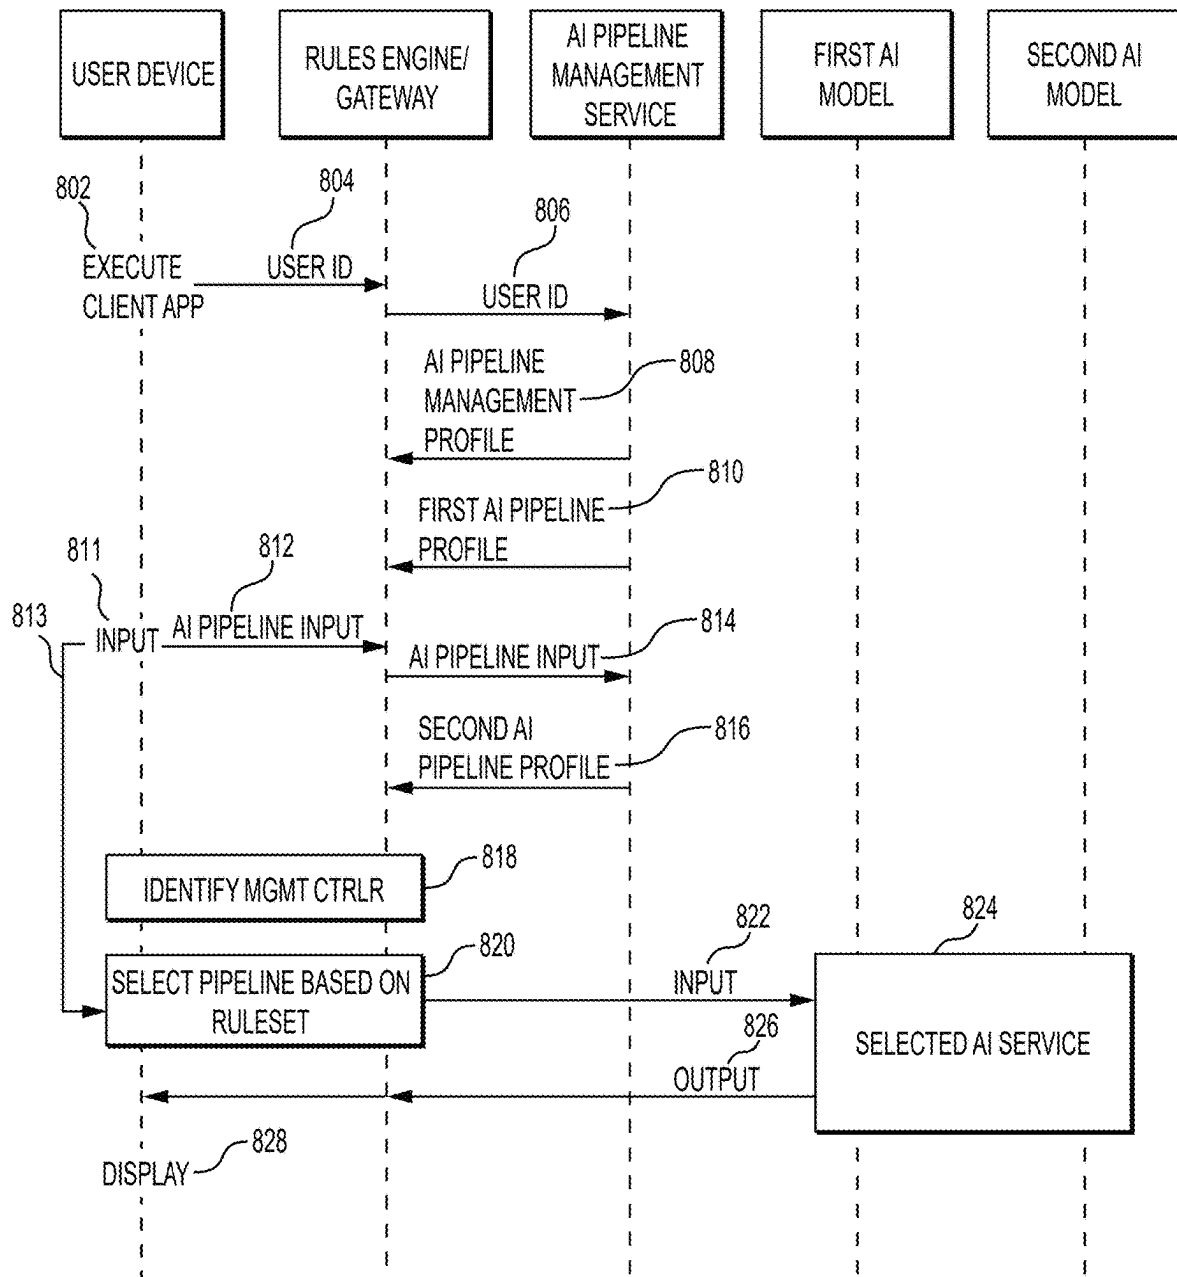 USER DEVICE
RULES ENGINE/
GATEWAY
AI PIPELINE
MANAGEMENT
SERVICE
FIRST AI
MODEL
SECOND AI
MODEL
802
804
806
EXECUTE
CLIENT APP
USER ID
USER ID
AI PIPELINE
MANAGEMENT
PROFILE
808
810
FIRST AI PIPELINE
PROFILE
811
812
813
INPUT
AI PIPELINE INPUT
814
AI PIPELINE INPUT
SECOND AI
PIPELINE PROFILE
816
IDENTIFY MGMT CTRLR
818
820
SELECT PIPELINE BASED ON
RULESET
822
INPUT
824
SELECTED AI SERVICE
826
OUTPUT
828
DISPLAY